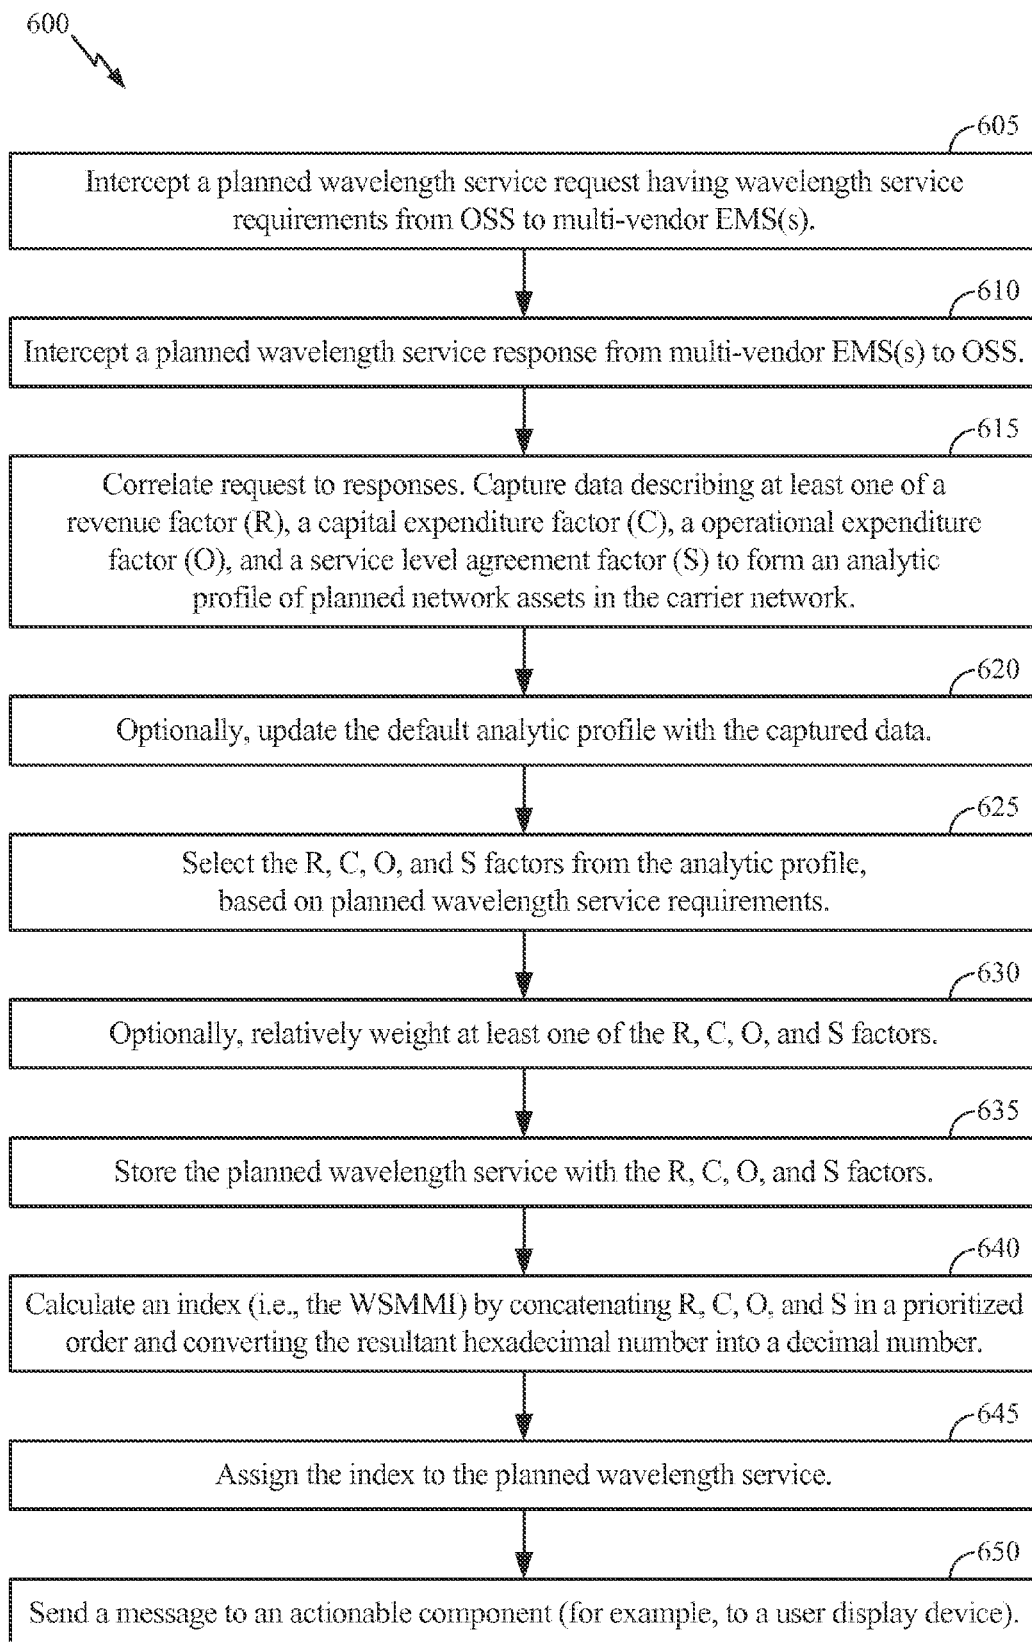 600
605
Intercept a planned wavelength service request having wavelength service
requirements from OSS to multi-vendor EMS(s).
610
Intercept a planned wavelength service response from multi-vendor EMS(s) to OSS.
615
Correlate request to responses. Capture data describing at least one of a
revenue factor (R), a capital expenditure factor (C), a operational expenditure
factor (O), and a service level agreement factor (S) to form an analytic
profile of planned network assets in the carrier network.
620
Optionally, update the default analytic profile with the captured data.
625
Select the R, C, O, and S factors from the analytic profile,
based on planned wavelength service requirements.
630
Optionally, relatively weight at least one of the R, C, O, and S factors.
635
Store the planned wavelength service with the R, C, O, and S factors.
640
Calculate an index (i.e., the WSMMI) by concatenating R, C, O, and S in a prioritized
order and converting the resultant hexadecimal number into a decimal number.
645
Assign the index to the planned wavelength service.
650
Send a message to an actionable component (for example, to a user display device).